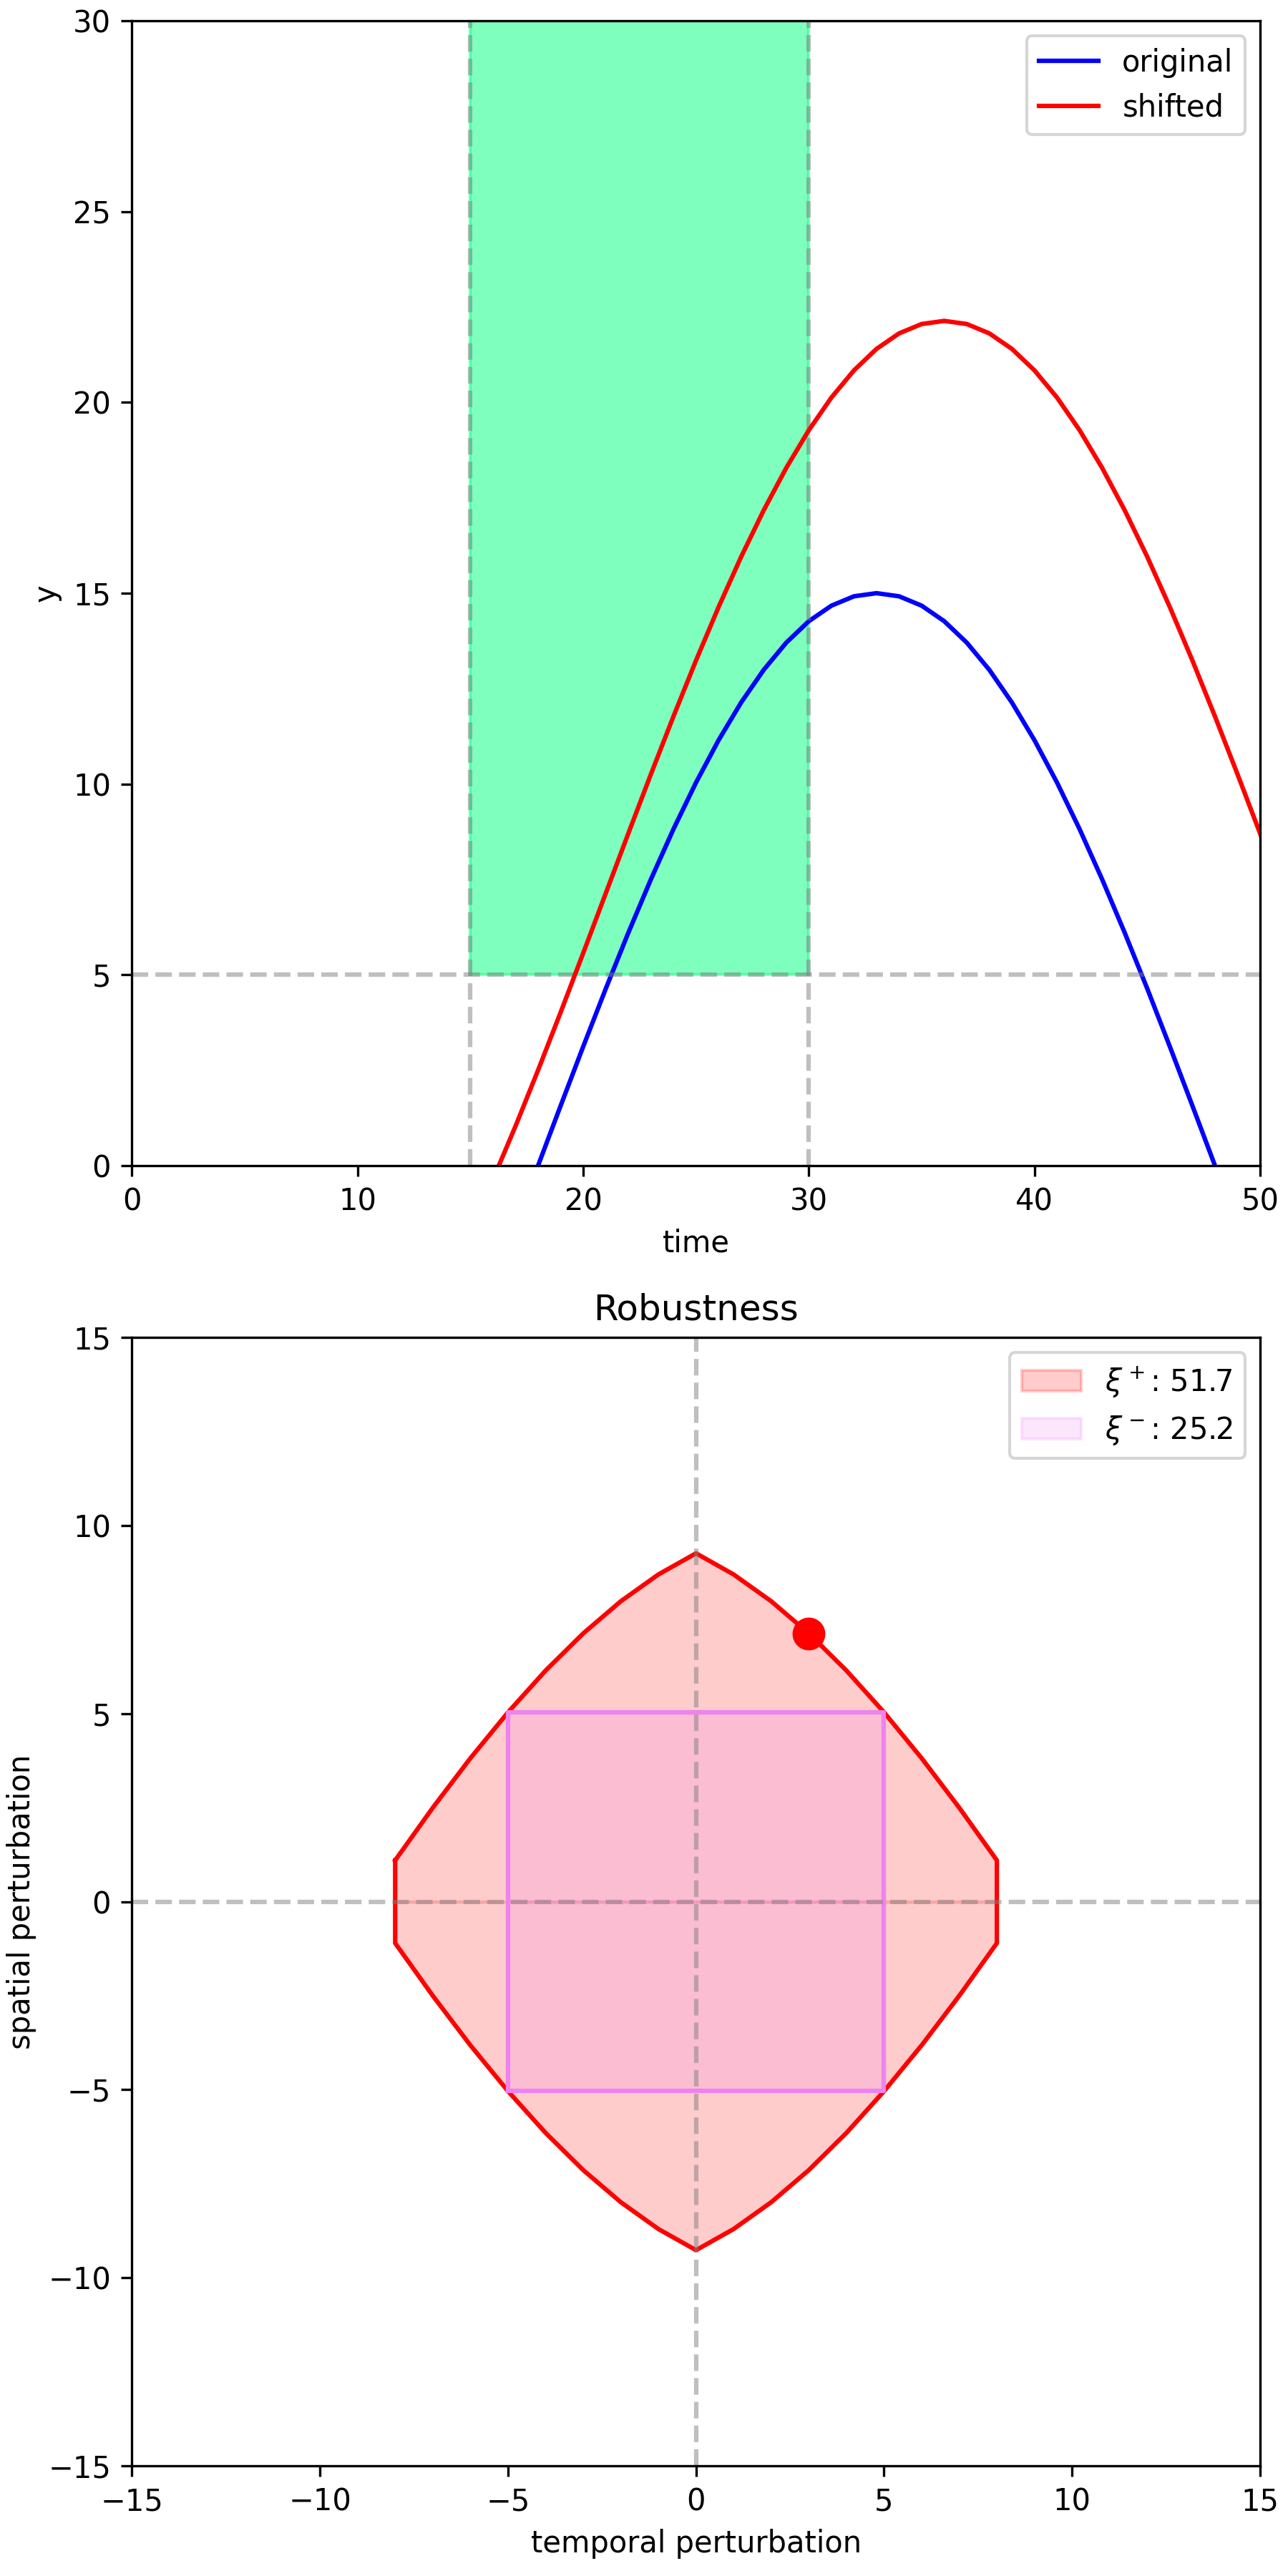 30
25
20
15
10
5
0
y
0 10 20 30 40 50
time
original
shifted
Robustness
15
10
5
0
−5
−10
−15
spatial perturbation
−15 −10 −5 0 5 10 15
temporal perturbation
ξ⁺: 51.7
ξ⁻: 25.2